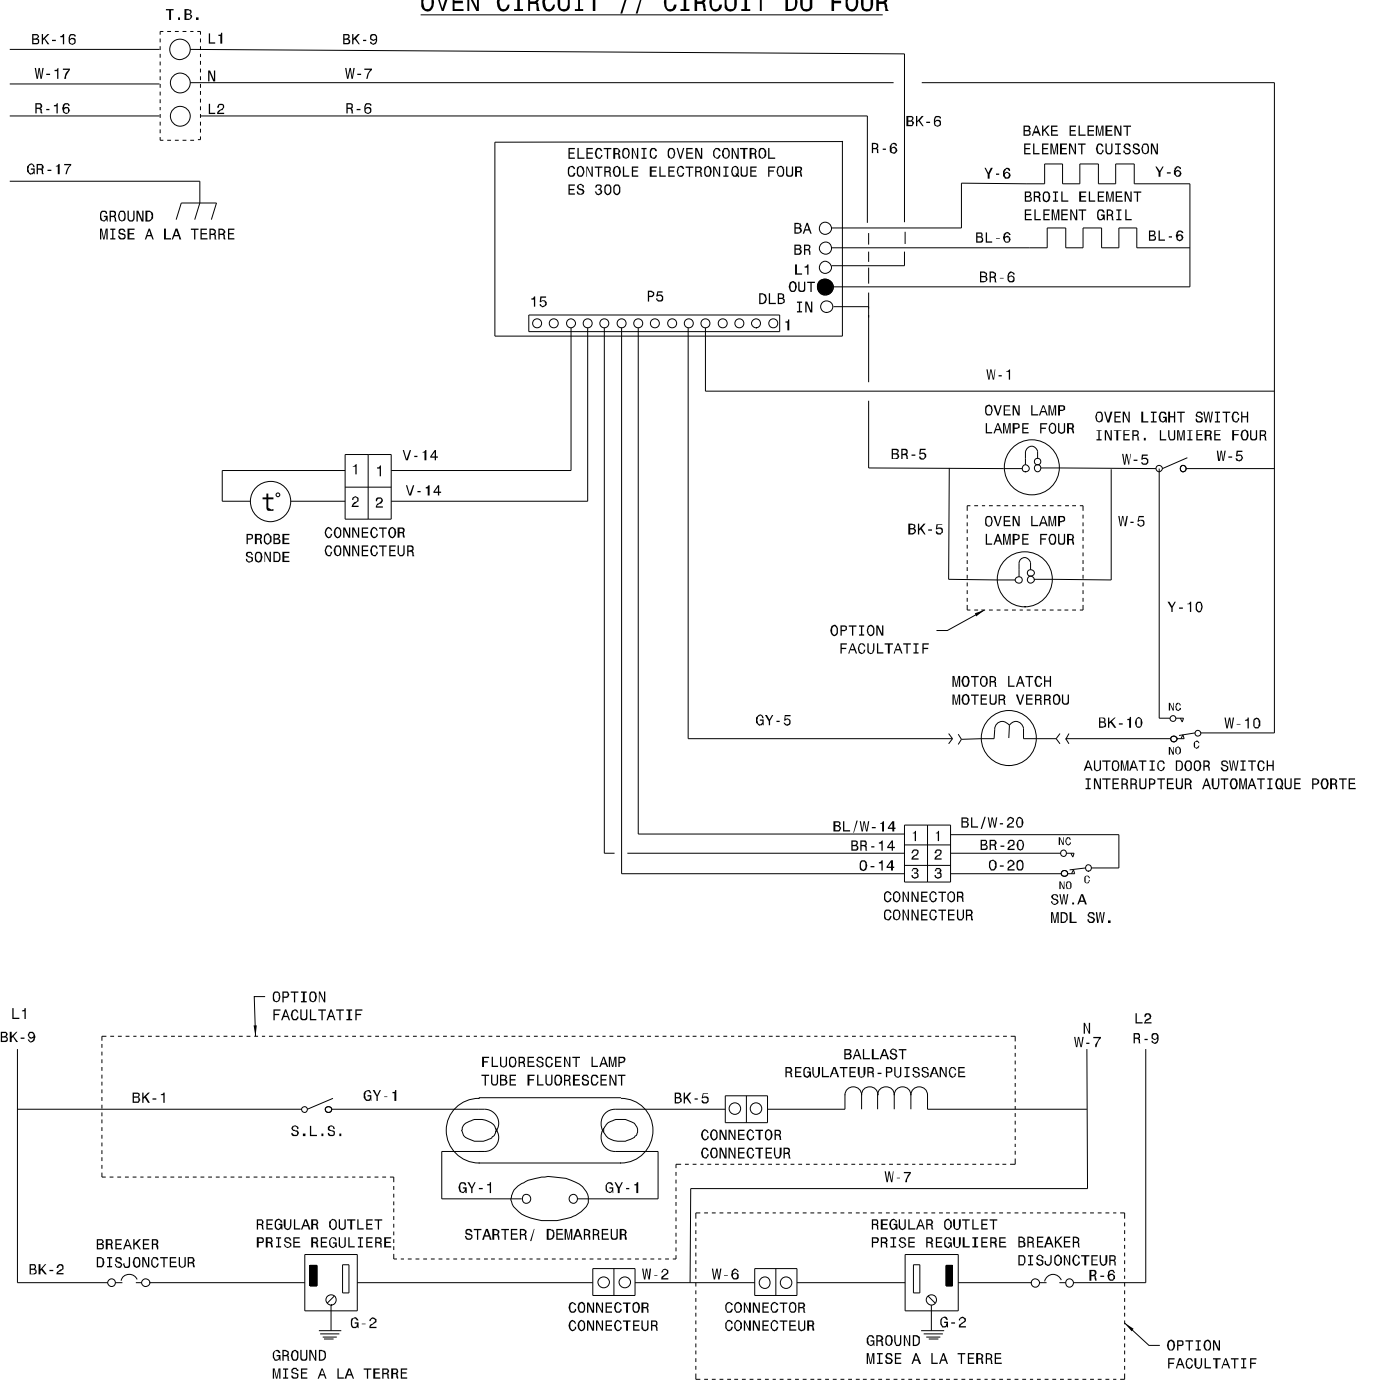 OVEN CIRCUIT // CIRCUIT DU FOUR
T.B.
BK-16
L1
BK-9
W-17
N
W-7
R-16
L2
R-6
BK-6
R-6
GR-17
GROUND
MISE A LA TERRE
ELECTRONIC OVEN CONTROL
CONTROLE ELECTRONIQUE FOUR
ES 300
BAKE ELEMENT
ELEMENT CUISSON
Y-6
Y-6
BROIL ELEMENT
ELEMENT GRIL
BA
BR
BL-6
BL-6
L1
OUT
BR-6
IN
15
P5
DLB
1
W-1
OVEN LAMP
LAMPE FOUR
OVEN LIGHT SWITCH
INTER. LUMIERE FOUR
BR-5
W-5
W-5
V-14
1 1
V-14
2 2
t°
PROBE
SONDE
CONNECTOR
CONNECTEUR
BK-5
OVEN LAMP
LAMPE FOUR
W-5
Y-10
OPTION
FACULTATIF
MOTOR LATCH
MOTEUR VERROU
GY-5
BK-10
NC
W-10
NO
C
AUTOMATIC DOOR SWITCH
INTERRUPTEUR AUTOMATIQUE PORTE
BL/W-14
1 1
BL/W-20
BR-14
2 2
BR-20
NC
O-14
3 3
O-20
NO
C
CONNECTOR
CONNECTEUR
SW.A
MDL SW.
OPTION
FACULTATIF
L1
BK-9
N
W-7
L2
R-9
FLUORESCENT LAMP
TUBE FLUORESCENT
BALLAST
REGULATEUR-PUISSANCE
BK-1
GY-1
BK-5
S.L.S.
CONNECTOR
CONNECTEUR
GY-1
GY-1
W-7
STARTER/ DEMARREUR
REGULAR OUTLET
PRISE REGULIERE
BREAKER
DISJONCTEUR
BK-2
W-2
W-6
REGULAR OUTLET
PRISE REGULIERE
BREAKER
DISJONCTEUR
R-6
CONNECTOR
CONNECTEUR
CONNECTOR
CONNECTEUR
G-2
GROUND
MISE A LA TERRE
G-2
GROUND
MISE A LA TERRE
OPTION
FACULTATIF